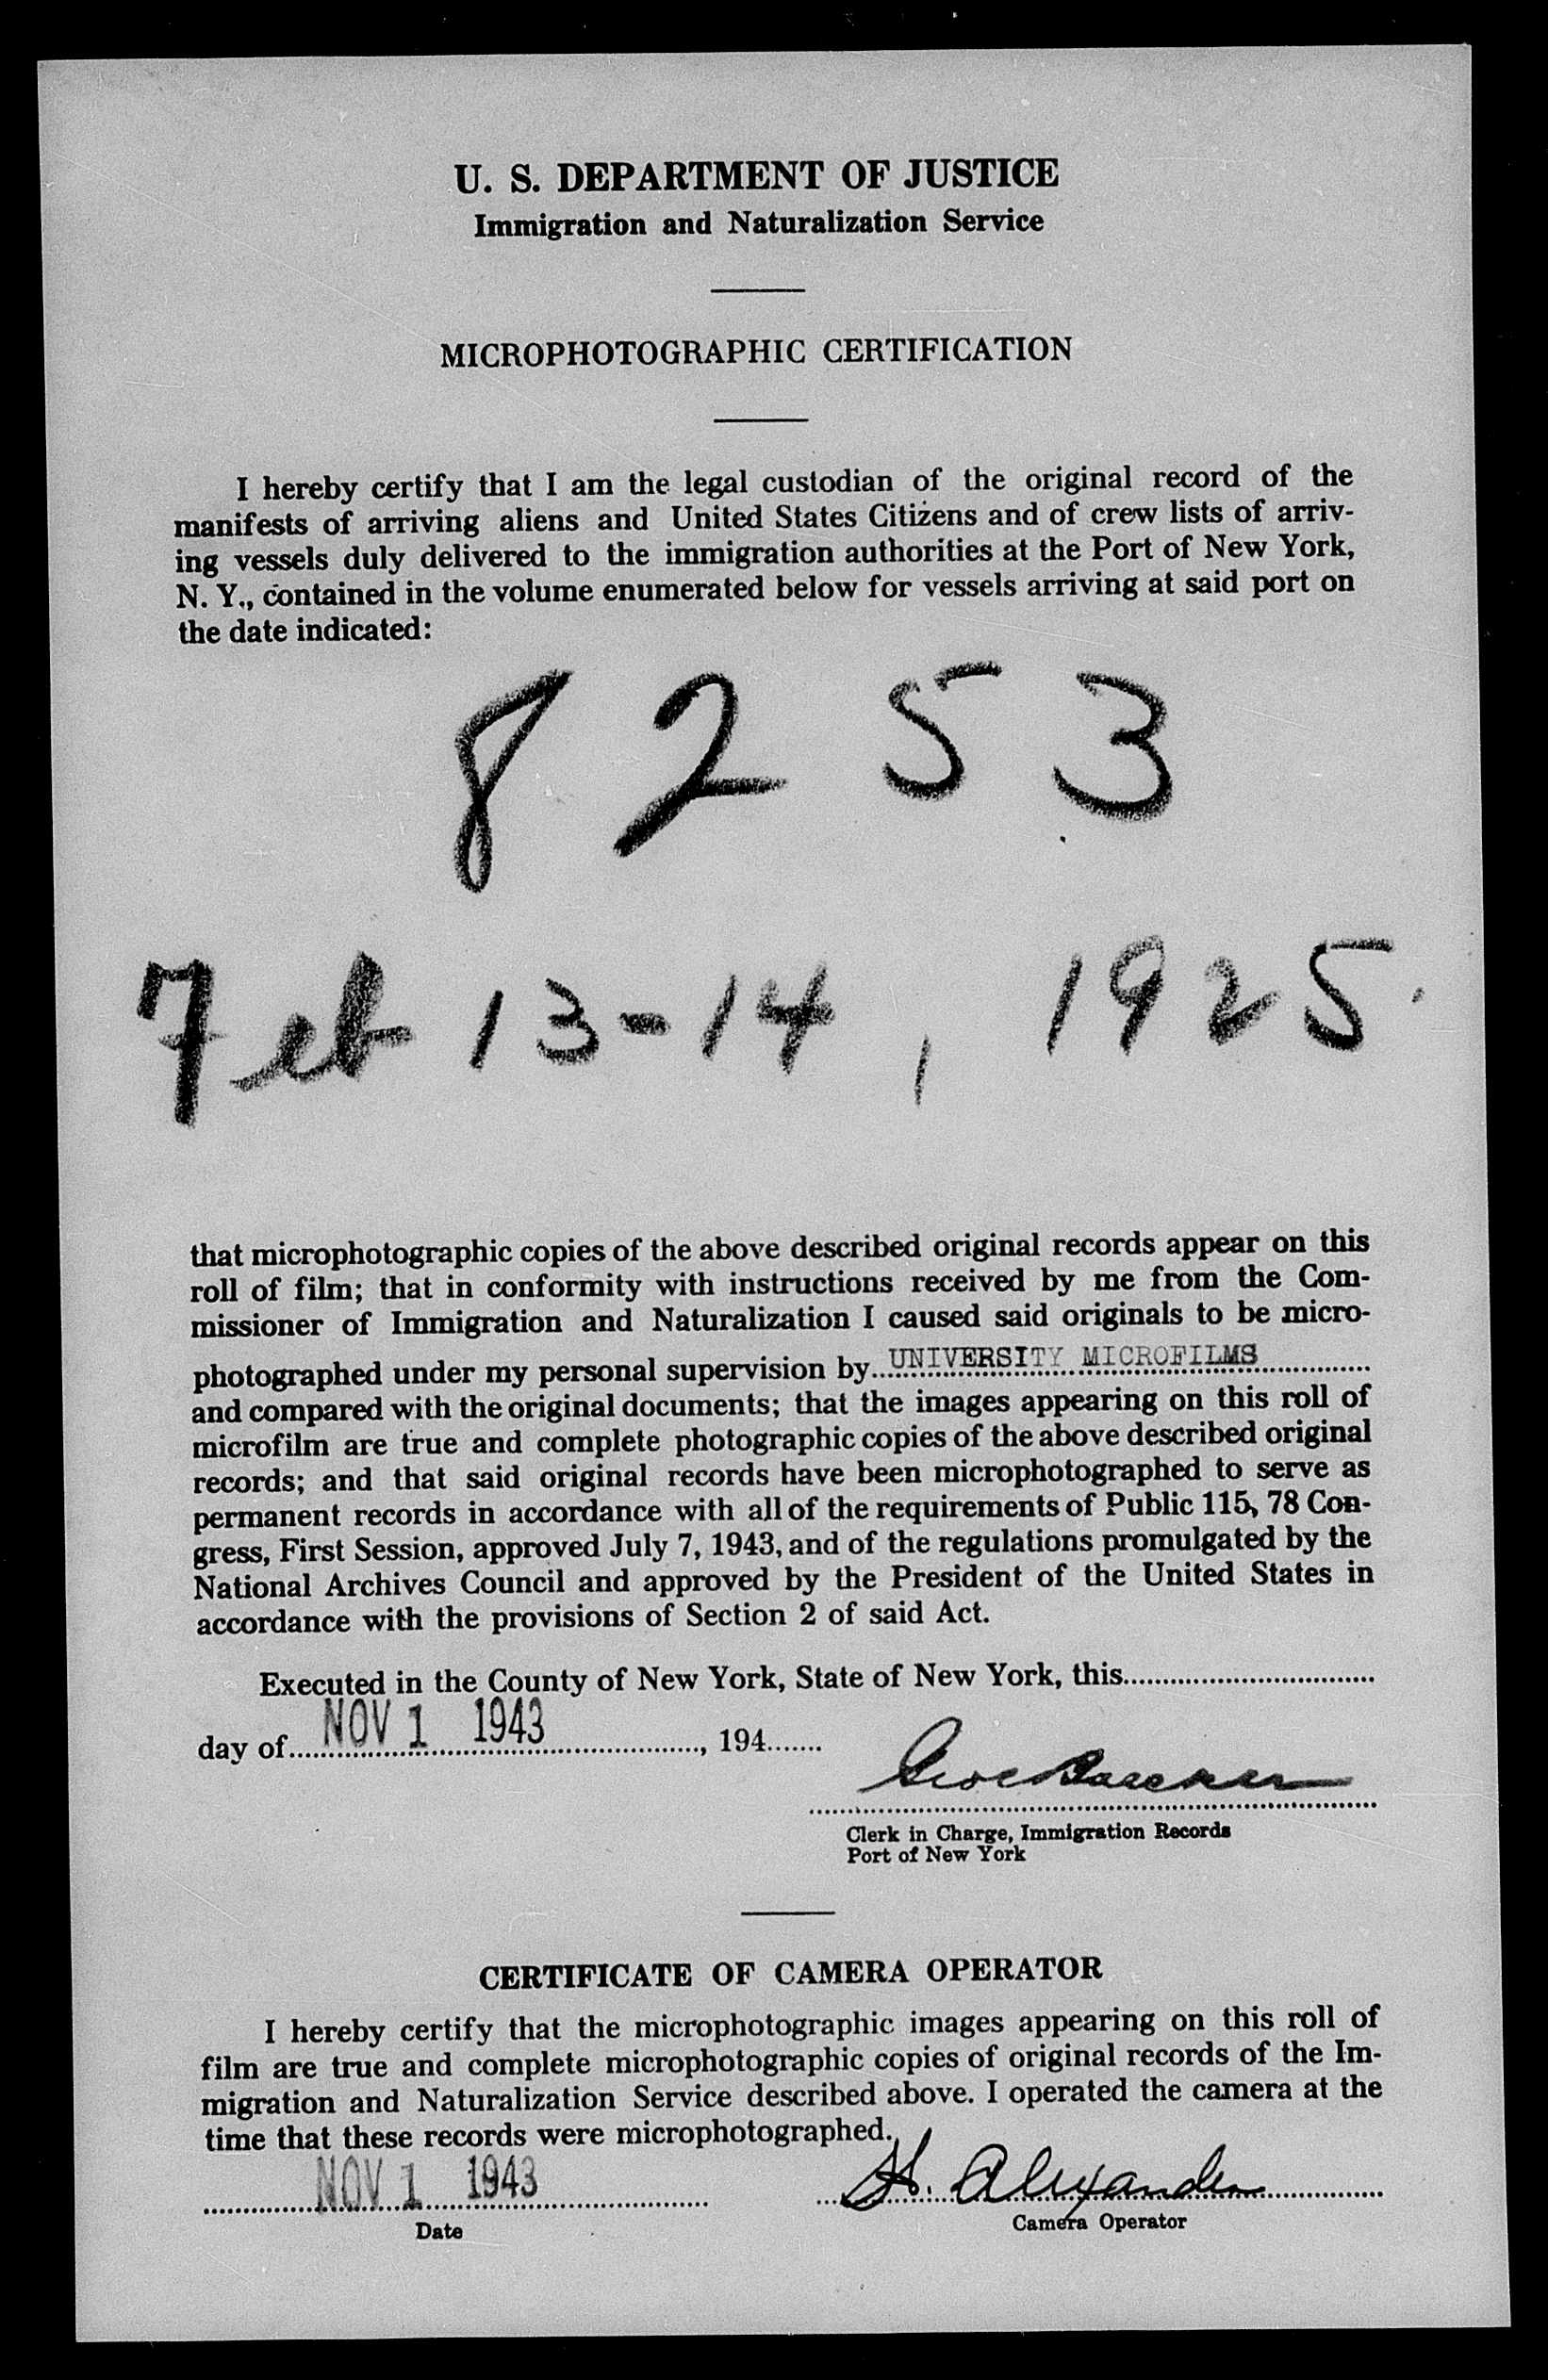 U. S. DEPARTMENT OF JUSTICE
Immigration and Naturalization Service
MICROPHOTOGRAPHIC CERTIFICATION
I hereby certify that I am the legal custodian of the original record of the
manifests of arriving aliens and United States Citizens and of crew lists of arriv-
ing vessels duly delivered to the immigration authorities at the Port of New York,
N. Y., contained in the volume enumerated below for vessels arriving at said port on
the date indicated:
8253
Feb 13-14, 1925.
that microphotographic copies of the above described original records appear on this
roll of film; that in conformity with instructions received by me from the Com-
missioner of Immigration and Naturalization I caused said originals to be micro-
photographed under my personal supervision by UNIVERSITY MICROFILMS
and compared with the original documents; that the images appearing on this roll of
microfilm are true and complete photographic copies of the above described original
records; and that said original records have been microphotographed to serve as
permanent records in accordance with all of the requirements of Public 115, 78 Con-
gress, First Session, approved July 7, 1943, and of the regulations promulgated by the
National Archives Council and approved by the President of the United States in
accordance with the provisions of Section 2 of said Act.
Executed in the County of New York, State of New York, this
day of NOV 1 1943, 194
Clerk in Charge, Immigration Records
Port of New York
CERTIFICATE OF CAMERA OPERATOR
I hereby certify that the microphotographic images appearing on this roll of
film are true and complete microphotographic copies of original records of the Im-
migration and Naturalization Service described above. I operated the camera at the
time that these records were microphotographed.
NOV 1 1943 H. Alexander
Date Camera Operator